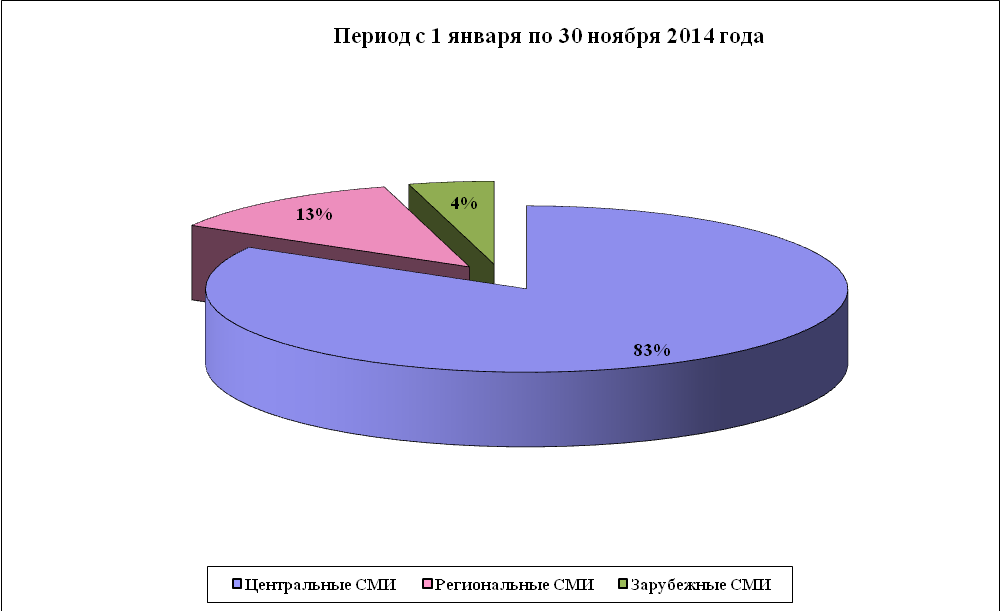 Период с 1 января по 30 ноября 2014 года
4%
13%
83%
Центральные СМИ Региональные СМИ Зарубежные СМИ